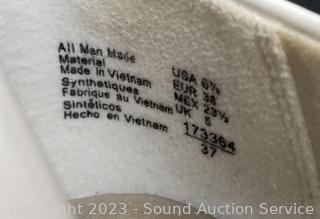 All Man Made
Material
Made in Vietnam
Synthetiques
Fabriqué au Vietnam
Sintéticos
Hecho en Vietnam
USA 6½
EUR 38
MEX 23½
UK 5
173364
37
Copyright 2023 - Sound Auction Service